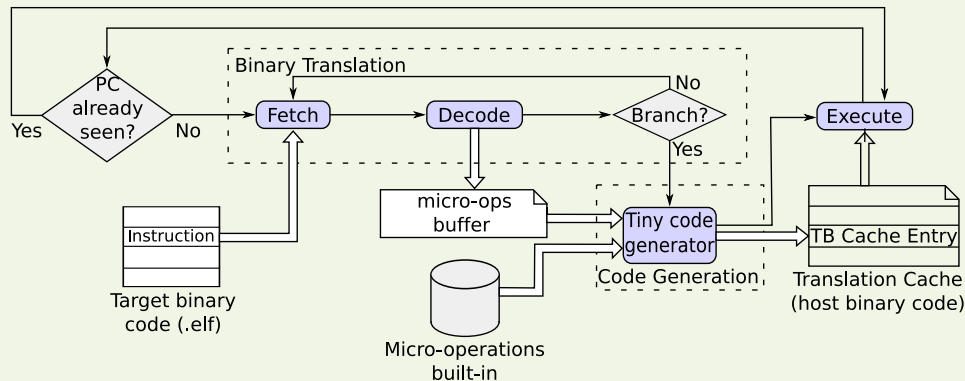 Binary Translation
No
PC
already
seen?
Yes
No
Fetch
Decode
Branch?
Execute
Yes
micro-ops
buffer
Instruction
Tiny code
generator
TB Cache Entry
Code Generation
Target binary
code (.elf)
Translation Cache
(host binary code)
Micro-operations
built-in